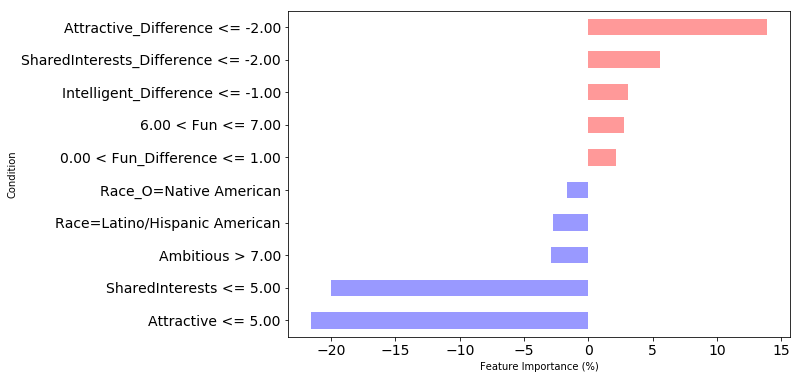 Attractive_Difference <= -2.00
SharedInterests_Difference <= -2.00
Intelligent_Difference <= -1.00
6.00 < Fun <= 7.00
0.00 < Fun_Difference <= 1.00
Race_O=Native American
Race=Latino/Hispanic American
Ambitious > 7.00
SharedInterests <= 5.00
Attractive <= 5.00
Condition
−20 −15 −10 −5 0 5 10 15
Feature Importance (%)